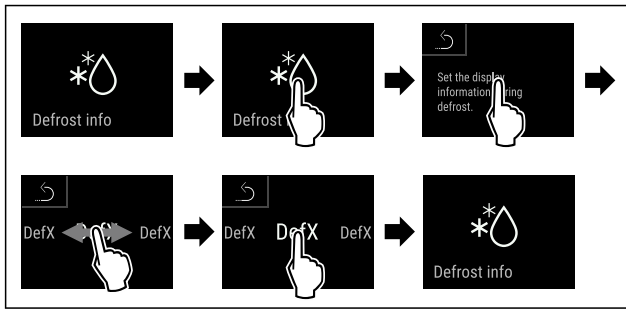 Defrost info
Defrost
Set the display
information
defrost.
DefX
DefX
DefX
DefX
DefX
Defrost info